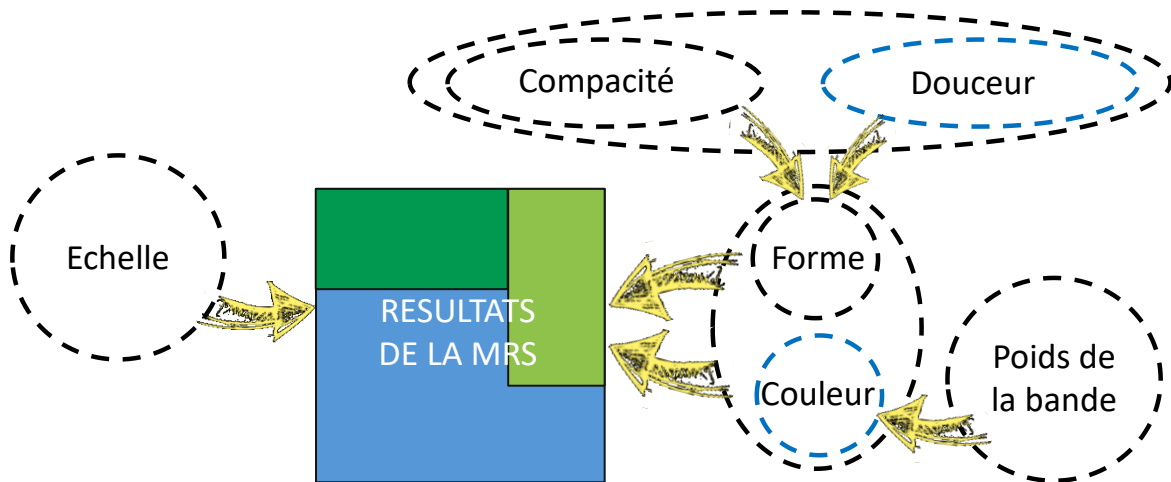 Compacité
Douceur
Echelle
Forme
RESULTATS
DE LA MRS
Couleur
Poids de
la bande